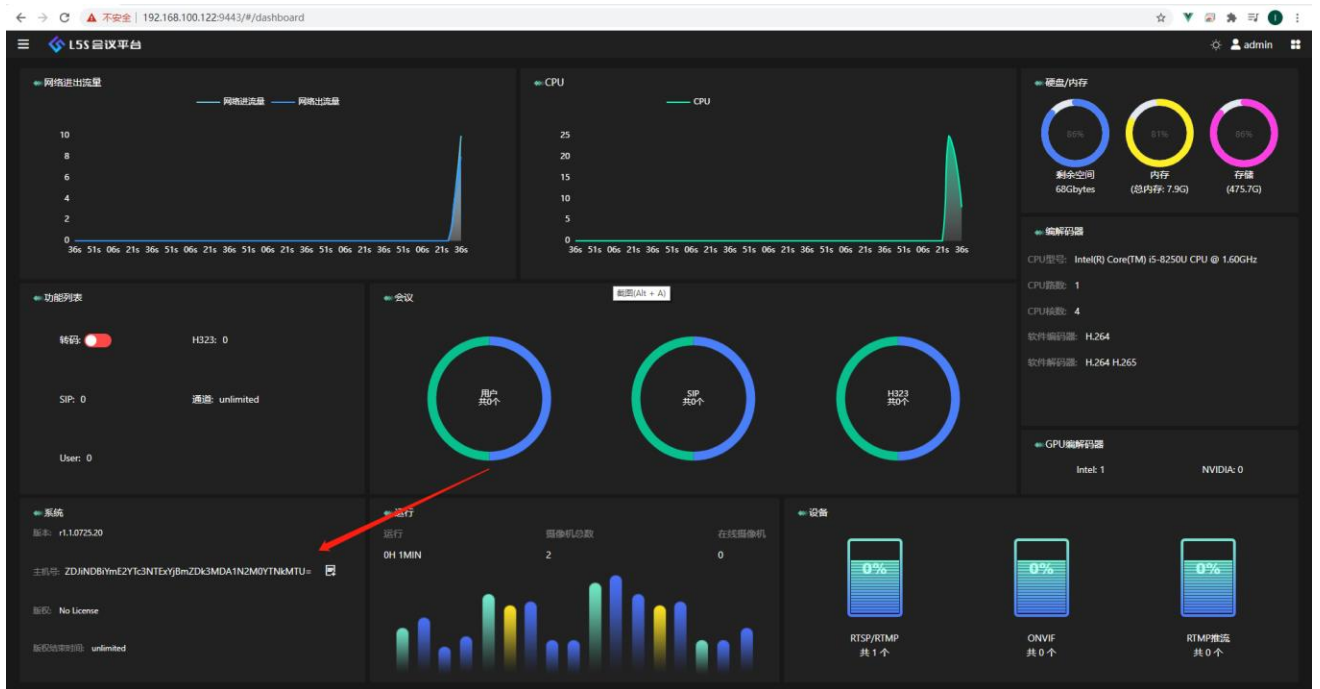 不安全 192.168.100.122:9443/#/dashboard
L5S会议平台
admin
网络进出流量
网络进流量 网络出流量
10
8
6
4
2
0
36s 51s 06s 21s 36s 51s 06s 21s 36s 51s 06s 21s 36s 51s 06s 21s 36s 51s 06s 21s 36s
CPU
CPU
25
20
15
10
5
0
36s 51s 06s 21s 36s 51s 06s 21s 36s 51s 06s 21s 36s 51s 06s 21s 36s 51s 06s 21s 36s
硬盘/内存
86% 81% 86%
剩余空间 内存 存储
68Gbytes (总内存: 7.9G) (475.7G)
编解码器
CPU型号: Intel(R) Core(TM) i5-8250U CPU @ 1.60GHz
CPU路数: 1
CPU核数: 4
软件编码器: H.264
软件解码器: H.264 H.265
功能列表
转码:
H323: 0
SIP: 0
通道: unlimited
User: 0
会议
截图(Alt + A)
用户
共0个
SIP
共0个
H323
共0个
GPU编解码器
Intel: 1 NVIDIA: 0
系统
版本: r1.1.0725.20
主机号: ZDJiNDBiYmE2YTc3NTExYjBmZDk3MDA1N2M0YTNkMTU=
版权: No License
版权结束时间: unlimited
运行
运行 摄像机总数 在线摄像机
0H 1MIN 2 0
设备
0% 0% 0%
RTSP/RTMP ONVIF RTMP推流
共 1 个 共 0 个 共 0 个